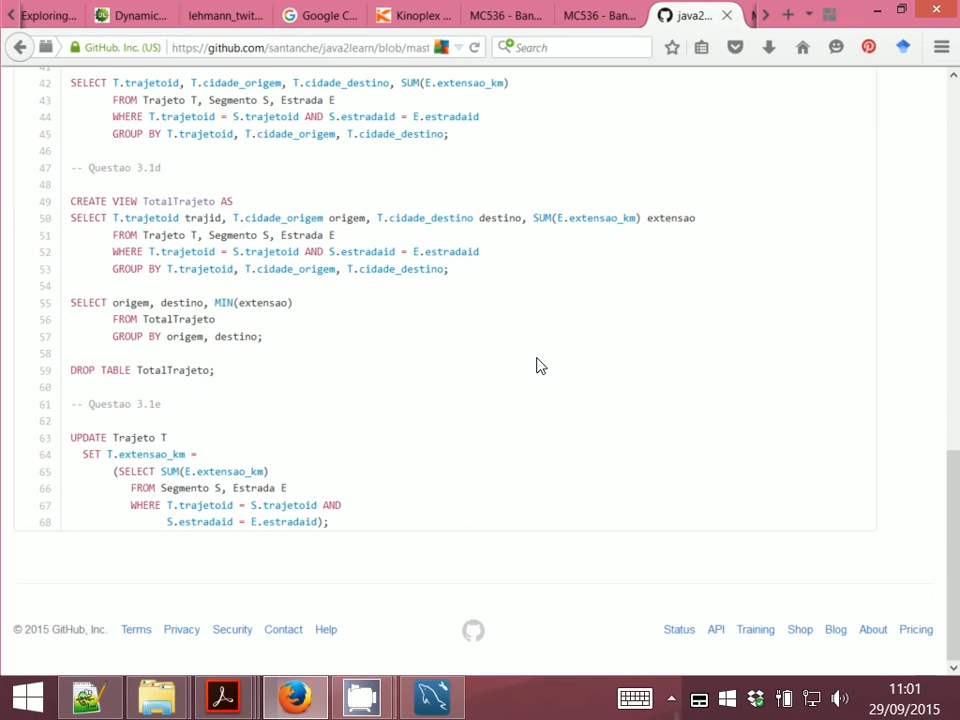 Exploring...
Dynamic...
lehmann_twit...
Google C...
Kinoplex ...
MC536 - Ban...
MC536 - Ban...
java2...
GitHub, Inc. (US)
https://github.com/santanche/java2learn/blob/mast
Search
41
42 SELECT T.trajetoid, T.cidade_origem, T.cidade_destino, SUM(E.extensao_km)
43 FROM Trajeto T, Segmento S, Estrada E
44 WHERE T.trajetoid = S.trajetoid AND S.estradaid = E.estradaid
45 GROUP BY T.trajetoid, T.cidade_origem, T.cidade_destino;
46
47 -- Questao 3.1d
48
49 CREATE VIEW TotalTrajeto AS
50 SELECT T.trajetoid trajid, T.cidade_origem origem, T.cidade_destino destino, SUM(E.extensao_km) extensao
51 FROM Trajeto T, Segmento S, Estrada E
52 WHERE T.trajetoid = S.trajetoid AND S.estradaid = E.estradaid
53 GROUP BY T.trajetoid, T.cidade_origem, T.cidade_destino;
54
55 SELECT origem, destino, MIN(extensao)
56 FROM TotalTrajeto
57 GROUP BY origem, destino;
58
59 DROP TABLE TotalTrajeto;
60
61 -- Questao 3.1e
62
63 UPDATE Trajeto T
64 SET T.extensao_km =
65 (SELECT SUM(E.extensao_km)
66 FROM Segmento S, Estrada E
67 WHERE T.trajetoid = S.trajetoid AND
68 S.estradaid = E.estradaid);
© 2015 GitHub, Inc. Terms Privacy Security Contact Help
Status API Training Shop Blog About Pricing
11:01
29/09/2015